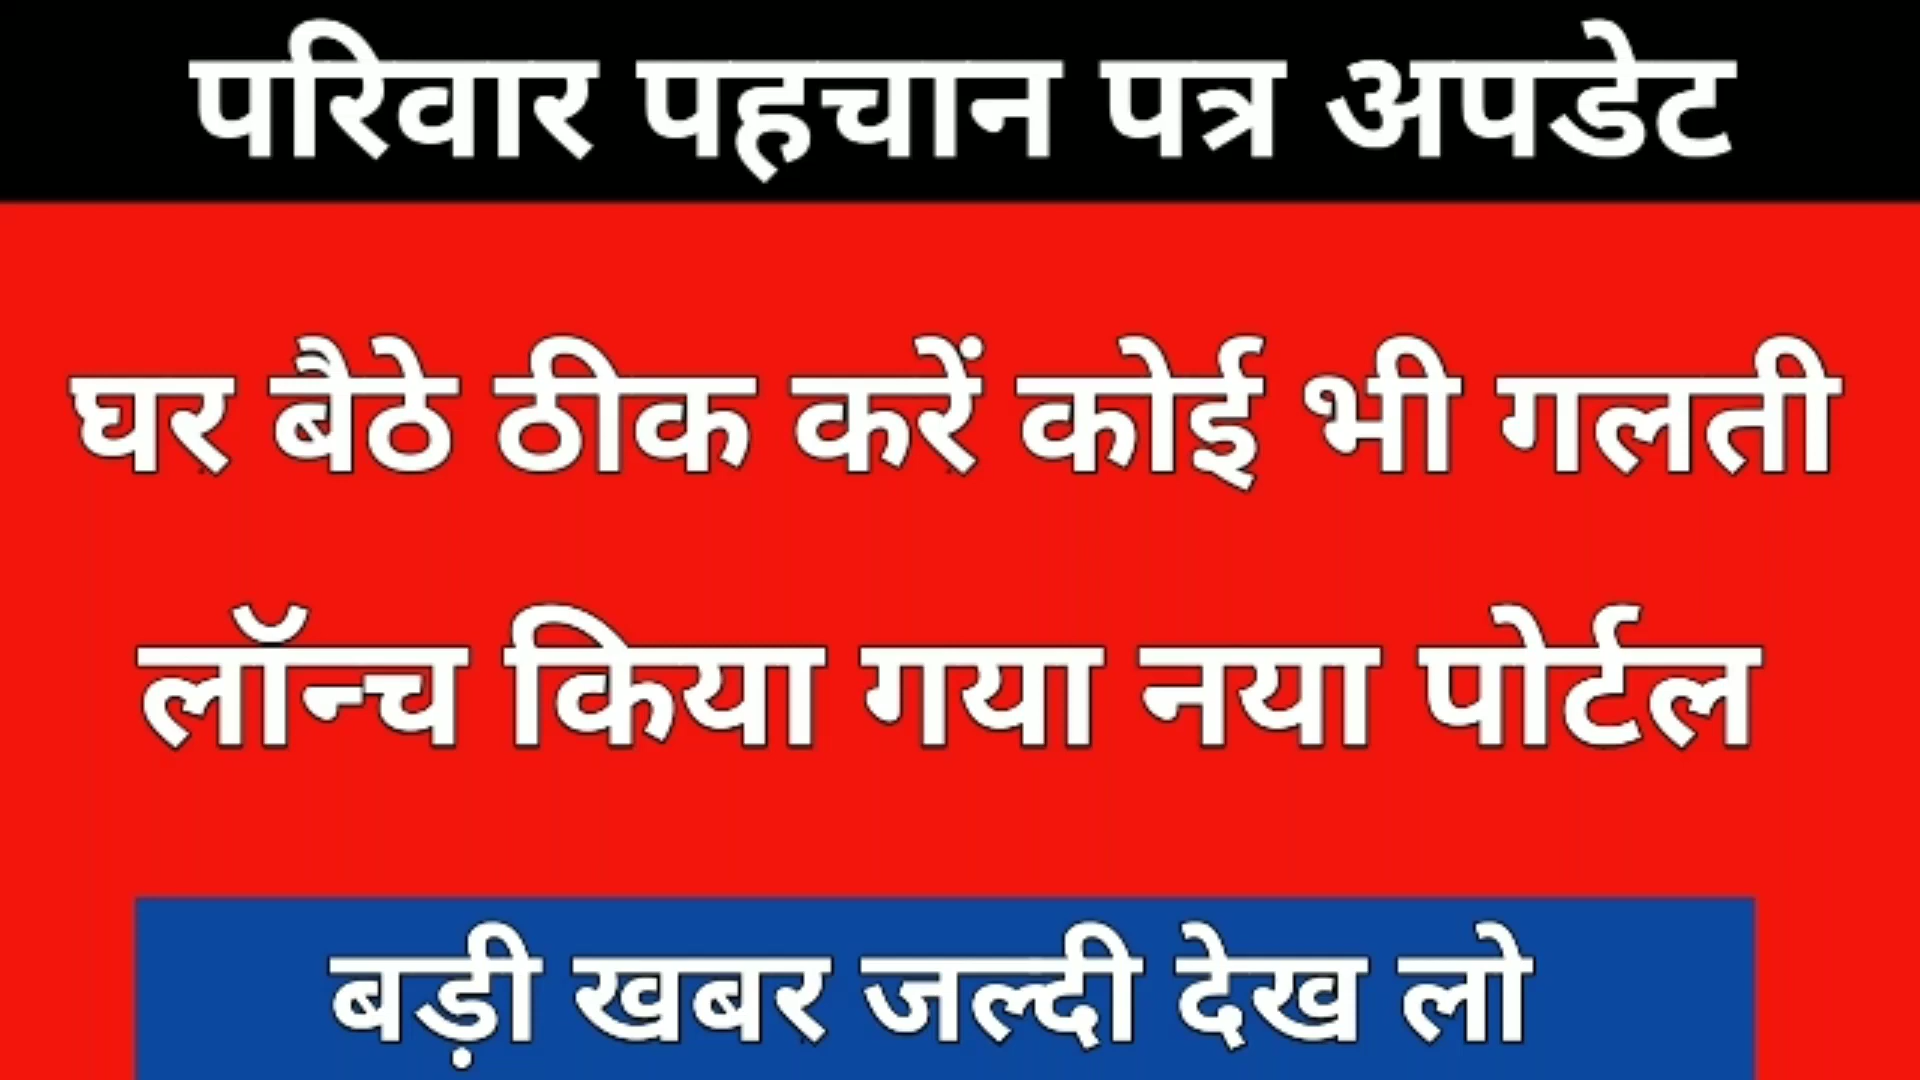 परिवार पहचान पत्र अपडेट
घर बैठे ठीक करें कोई भी गलती
लॉन्च किया गया नया पोर्टल
बड़ी खबर जल्दी देख लो